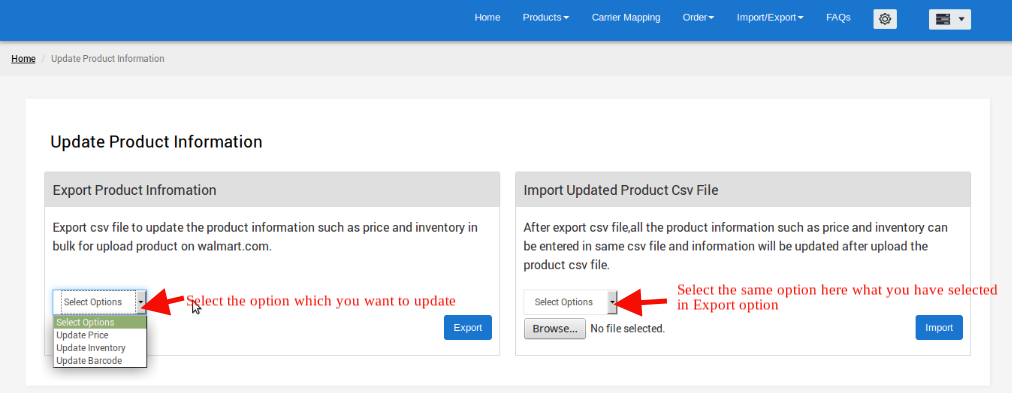 Home Products Carrier Mapping Order Import/Export FAQs
Home / Update Product Information
Update Product Information
Export Product Infromation
Export csv file to update the product information such as price and inventory in
bulk for upload product on walmart.com.
Select Options
Select the option which you want to update
Select Options
Update Price
Update Inventory
Update Barcode
Export
Import Updated Product Csv File
After export csv file,all the product information such as price and inventory can
be entered in same csv file and information will be updated after upload the
product csv file.
Select Options
Select the same option here what you have selected
in Export option
Browse... No file selected.
Import